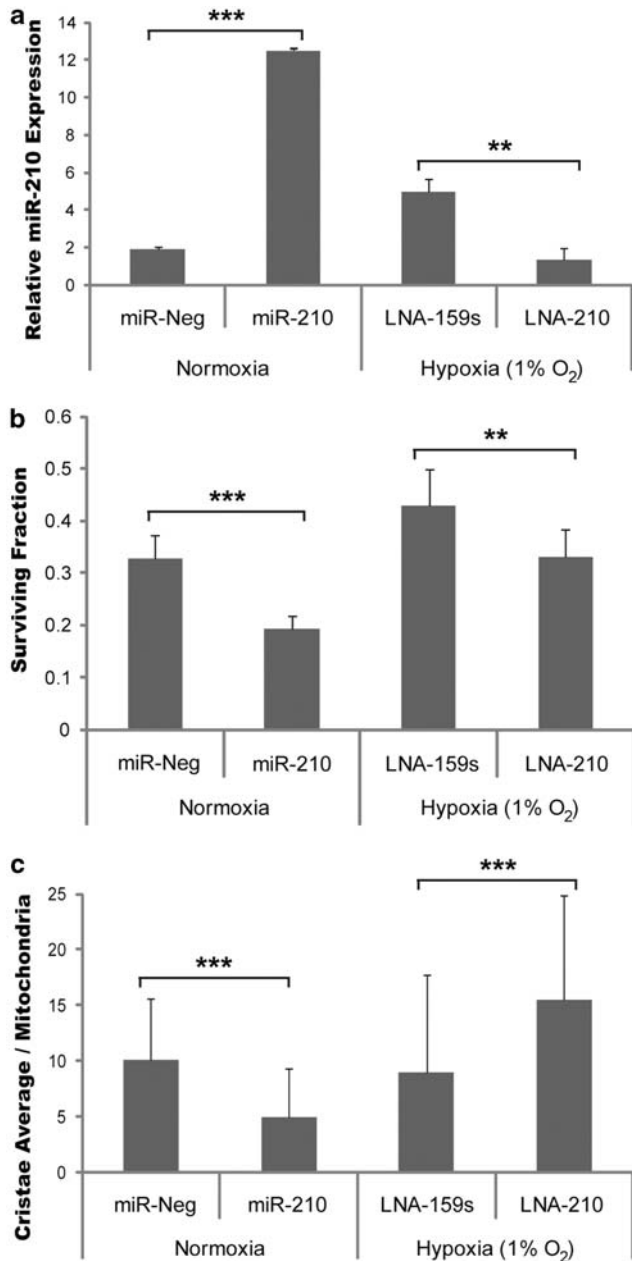 a
***
**
Relative miR-210 Expression
14
12
10
8
6
4
2
0
miR-Neg miR-210 LNA-159s LNA-210
Normoxia Hypoxia (1% O₂)
b
***
**
Surviving Fraction
0.6
0.5
0.4
0.3
0.2
0.1
0
miR-Neg miR-210 LNA-159s LNA-210
Normoxia Hypoxia (1% O₂)
c
***
***
Cristae Average / Mitochondria
25
20
15
10
5
0
miR-Neg miR-210 LNA-159s LNA-210
Normoxia Hypoxia (1% O₂)